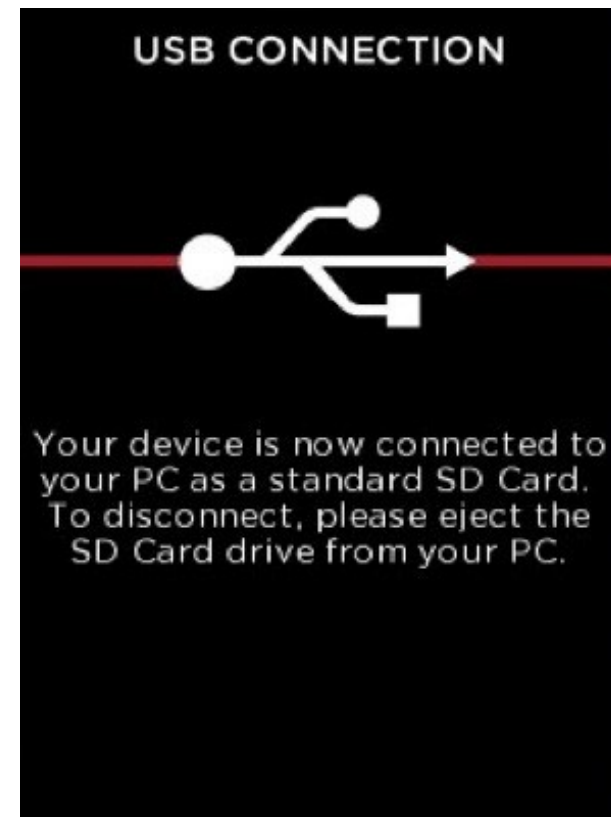 USB CONNECTION
Your device is now connected to
your PC as a standard SD Card.
To disconnect, please eject the
SD Card drive from your PC.